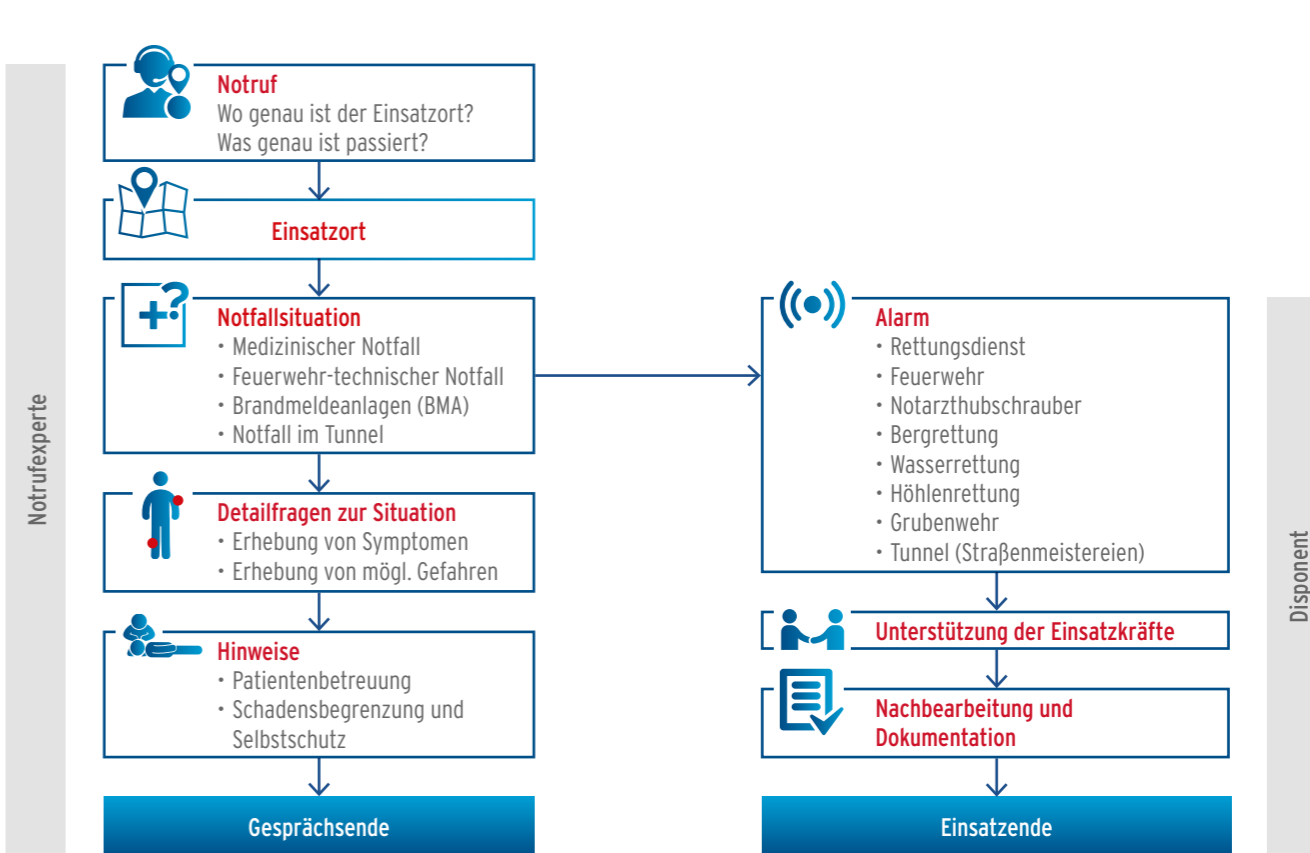 Notrufexperte
Notruf
Wo genau ist der Einsatzort?
Was genau ist passiert?
Einsatzort
Notfallsituation
• Medizinischer Notfall
• Feuerwehr-technischer Notfall
• Brandmeldeanlagen (BMA)
• Notfall im Tunnel
Detailfragen zur Situation
• Erhebung von Symptomen
• Erhebung von mögl. Gefahren
Hinweise
• Patientenbetreuung
• Schadensbegrenzung und
Selbstschutz
Gesprächsende
Alarm
• Rettungsdienst
• Feuerwehr
• Notarzthubschrauber
• Bergrettung
• Wasserrettung
• Höhlenrettung
• Grubenwehr
• Tunnel (Straßenmeistereien)
Unterstützung der Einsatzkräfte
Nachbearbeitung und
Dokumentation
Einsatzende
Disponent